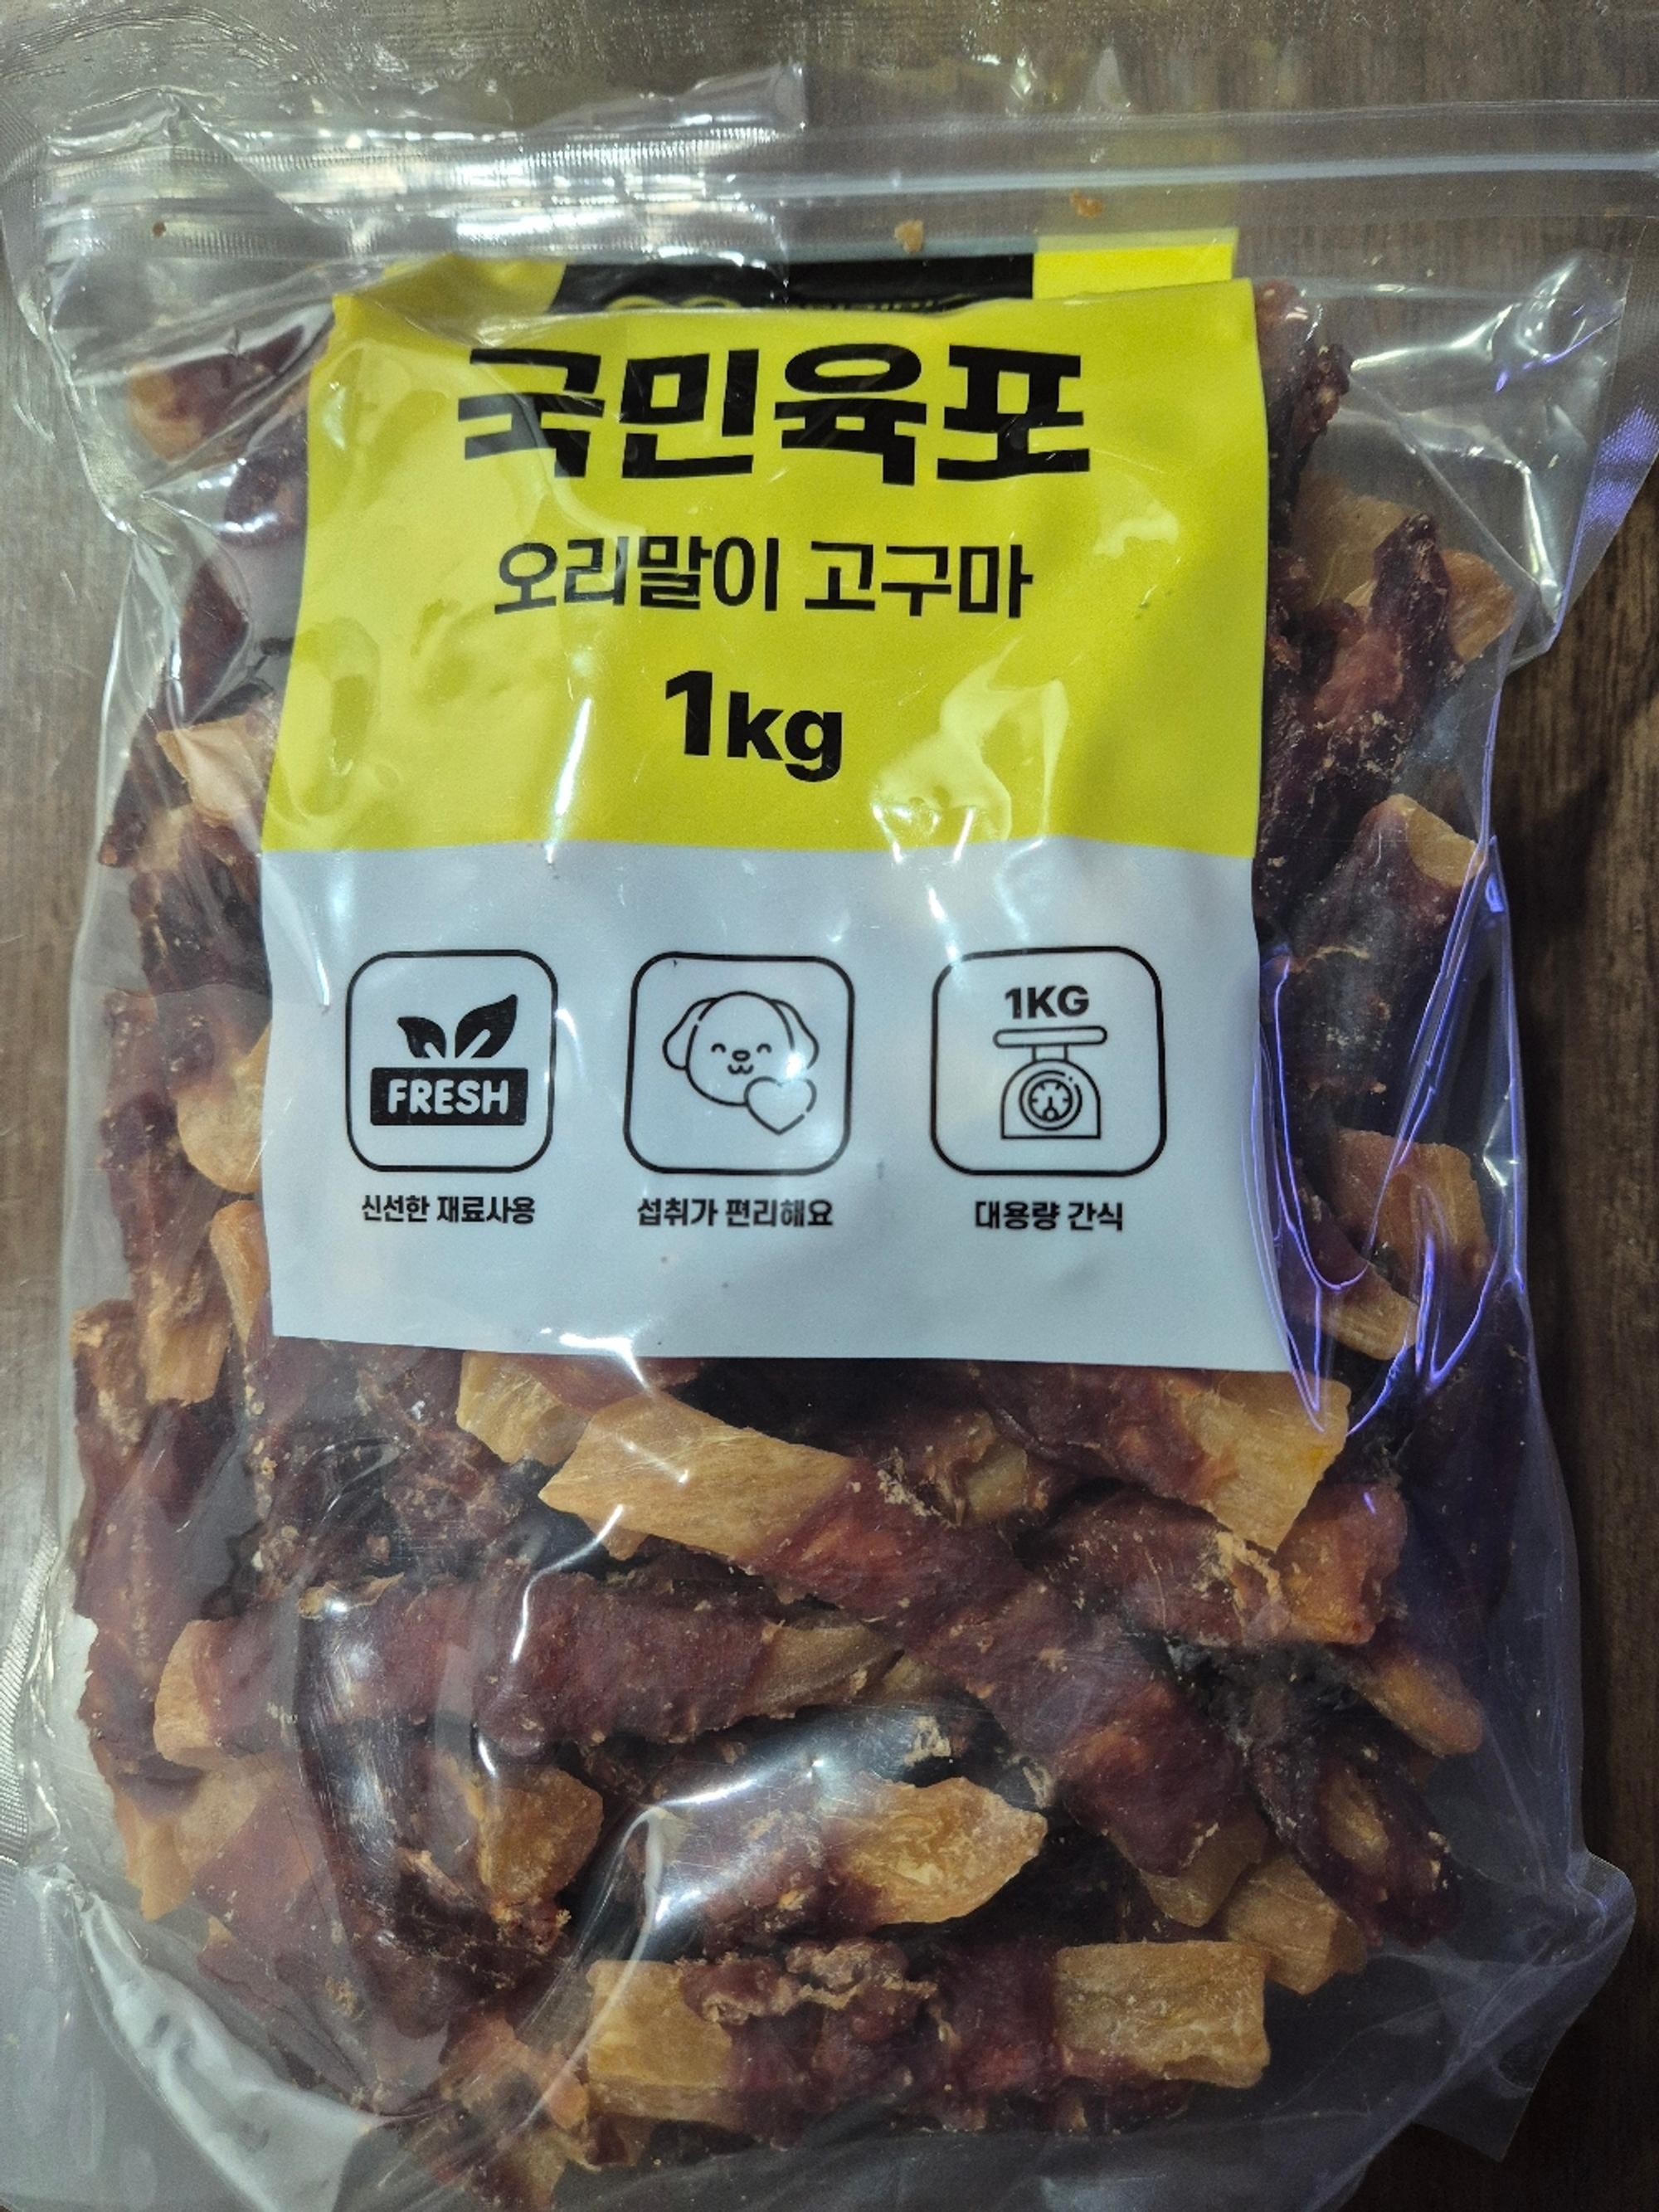 국민육포
오리말이 고구마
1kg
FRESH
1KG
신선한 재료사용
섭취가 편리해요
대용량 간식